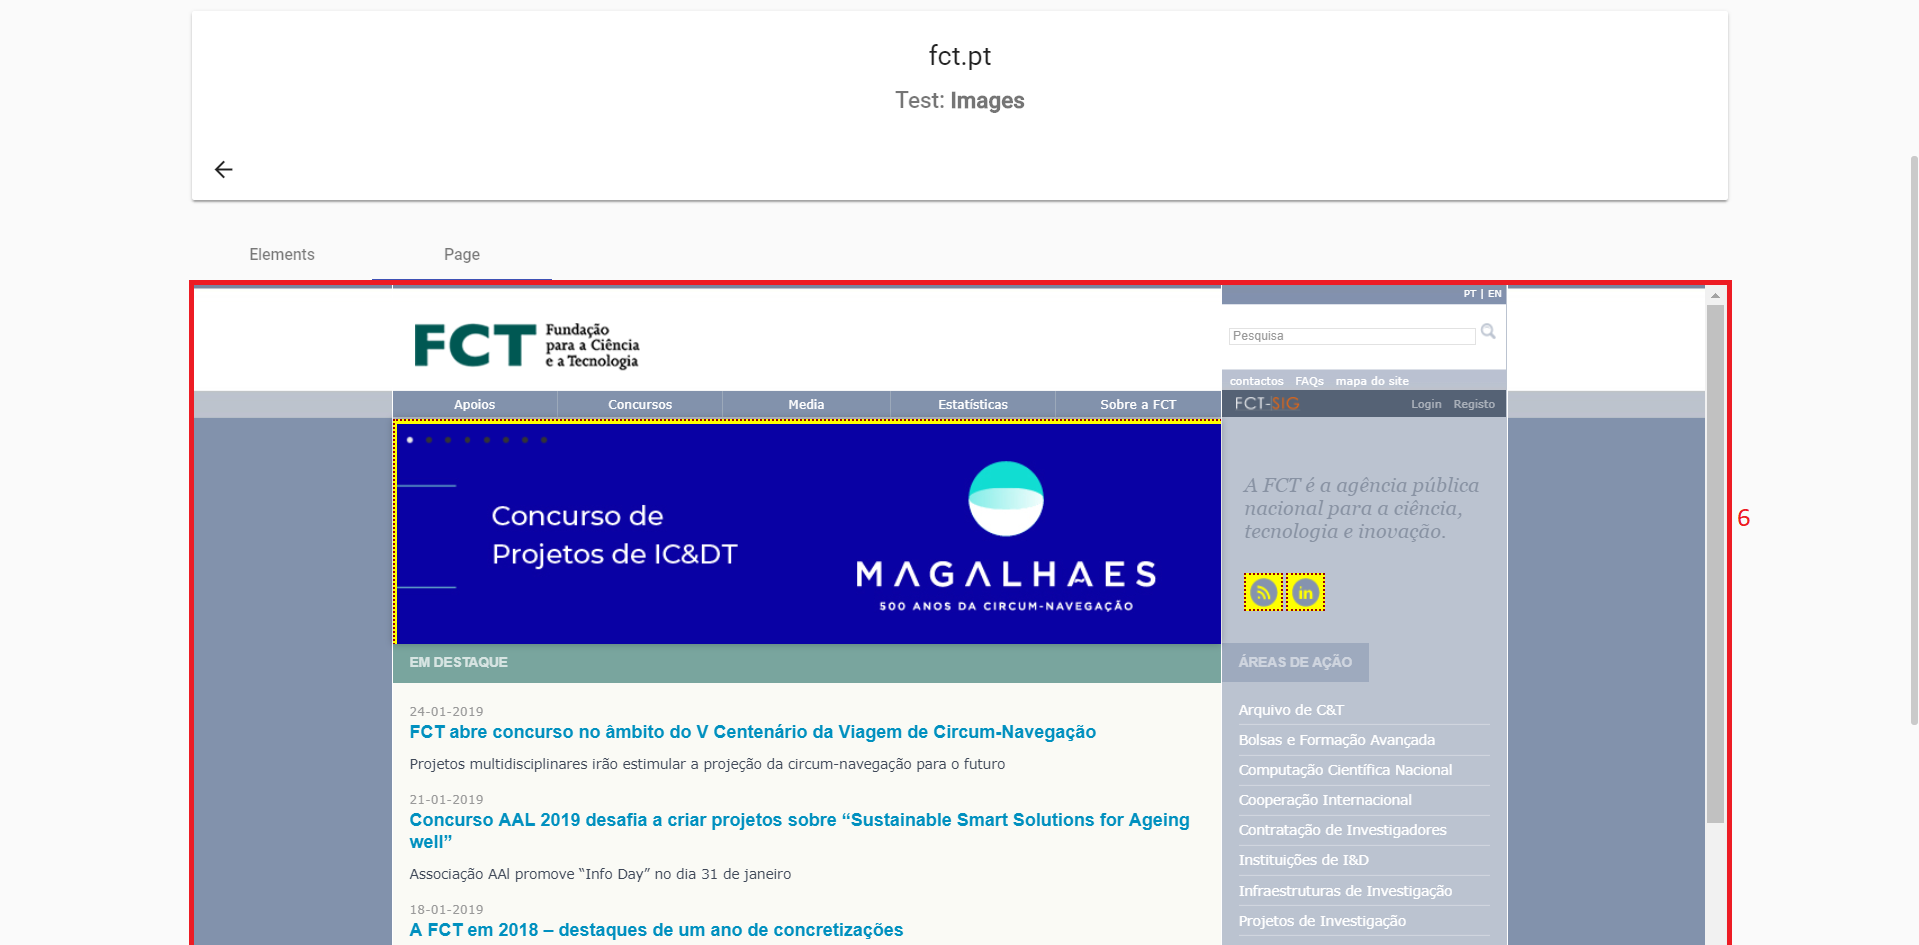 fct.pt
Test: Images
Elements
Page
PT | EN
FCT Fundação
para a Ciência
e a Tecnologia
Pesquisa
contactos FAQs mapa do site
Apoios Concursos Media Estatísticas Sobre a FCT
FCT-SIG Login Registo
Concurso de
Projetos de IC&DT
MAGALHAES
500 ANOS DA CIRCUM-NAVEGAÇÃO
A FCT é a agência pública
nacional para a ciência,
tecnologia e inovação.
in
6
EM DESTAQUE
24-01-2019
FCT abre concurso no âmbito do V Centenário da Viagem de Circum-Navegação
Projetos multidisciplinares irão estimular a projeção da circum-navegação para o futuro
21-01-2019
Concurso AAL 2019 desafia a criar projetos sobre “Sustainable Smart Solutions for Ageing
well”
Associação AAl promove “Info Day” no dia 31 de janeiro
18-01-2019
A FCT em 2018 – destaques de um ano de concretizações
ÁREAS DE AÇÃO
Arquivo de C&T
Bolsas e Formação Avançada
Computação Científica Nacional
Cooperação Internacional
Contratação de Investigadores
Instituições de I&D
Infraestruturas de Investigação
Projetos de Investigação